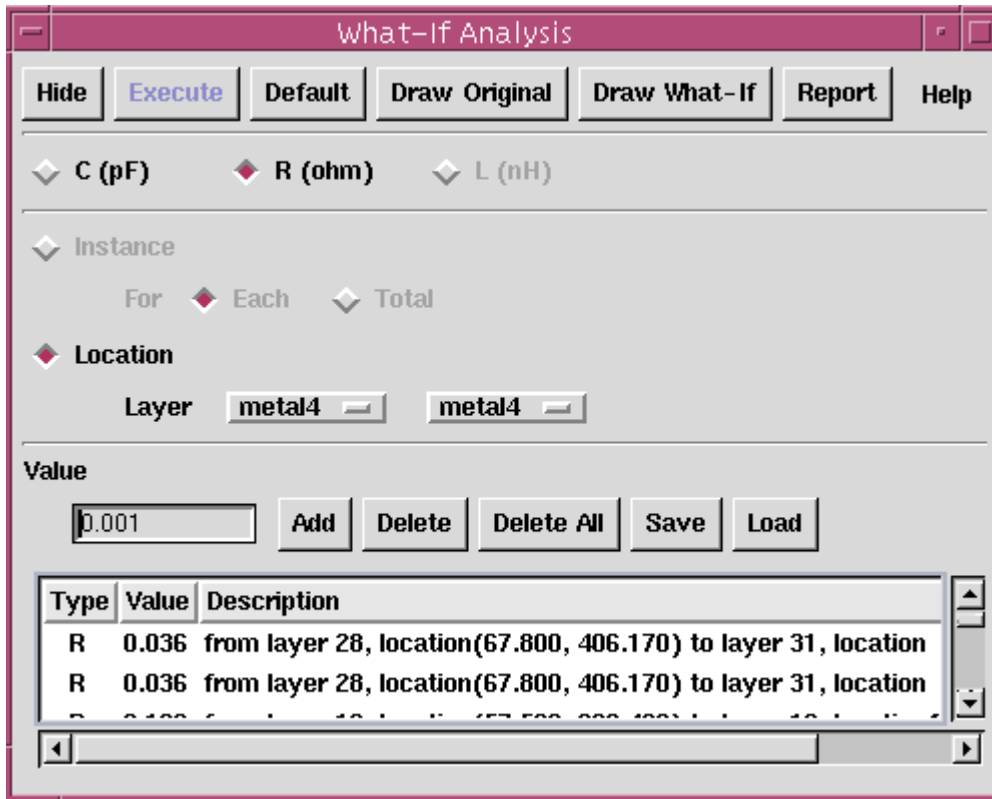 What-If Analysis
Hide Execute Default Draw Original Draw What-If Report Help
C (pF) R (ohm) L (nH)
Instance
For Each Total
Location
Layer metal4 metal4
Value
0.001 Add Delete Delete All Save Load
Type Value Description
R 0.036 from layer 28, location(67.800, 406.170) to layer 31, location
R 0.036 from layer 28, location(67.800, 406.170) to layer 31, location